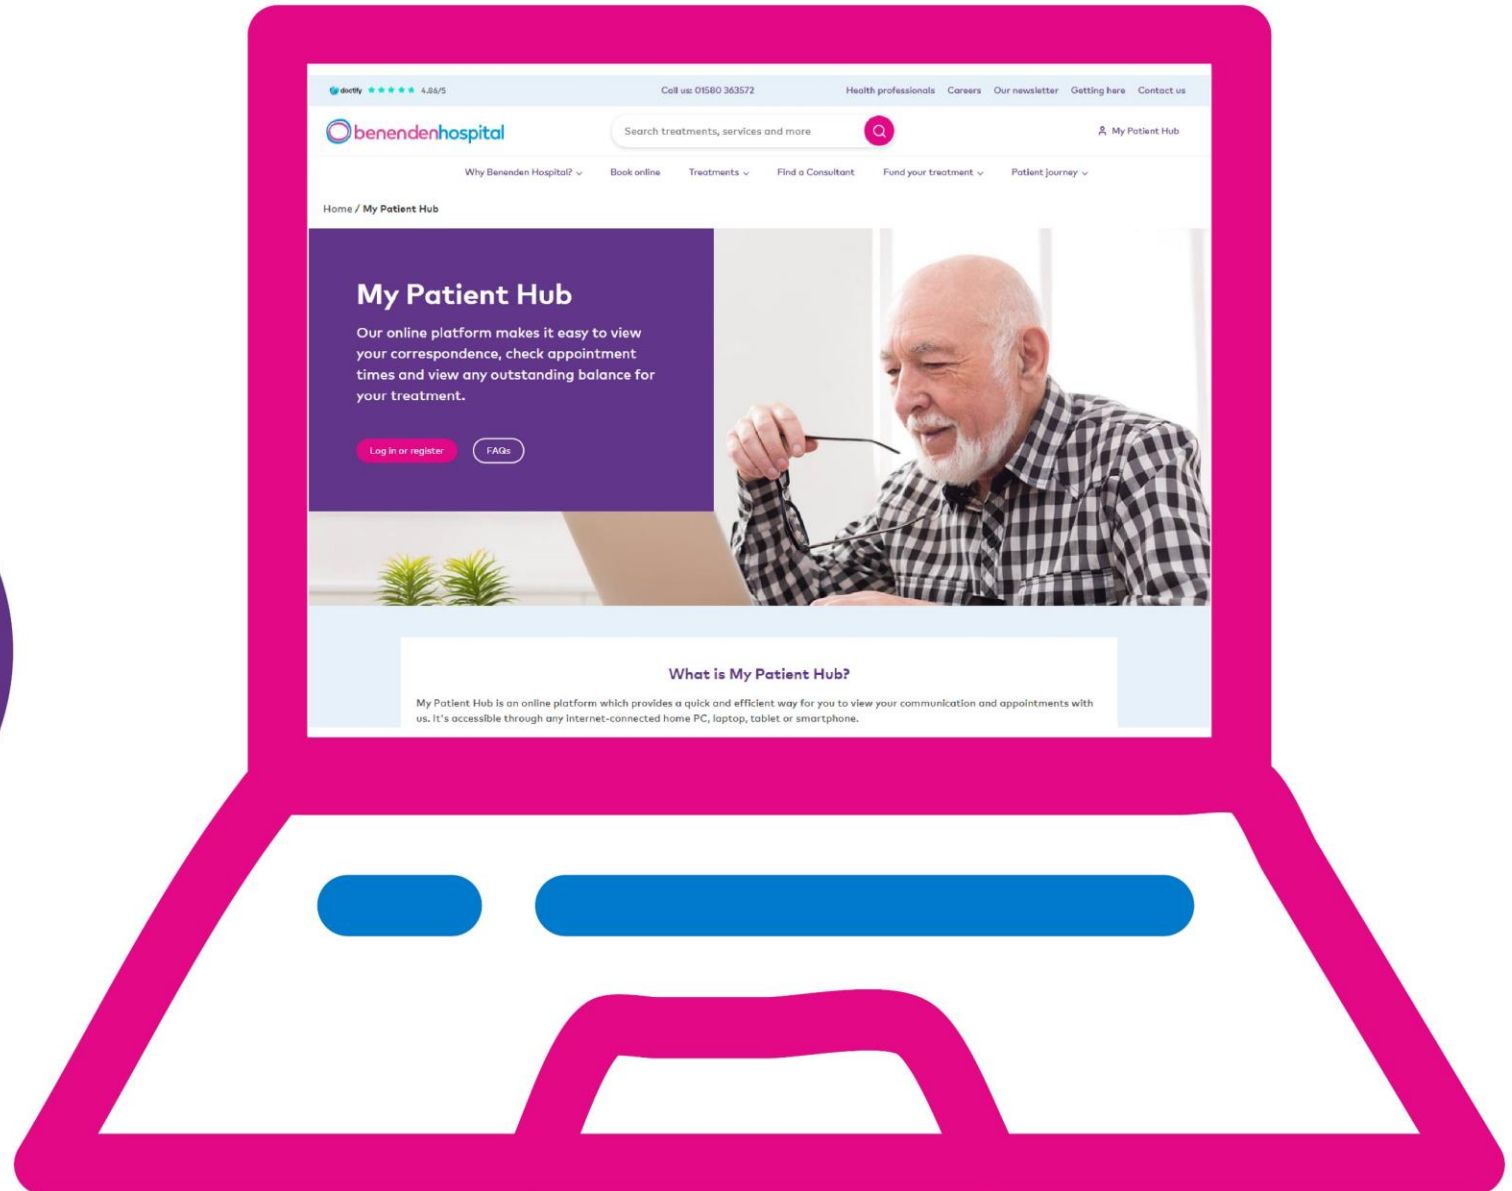 doctify 4.86/5
Call us: 01580 363572
Health professionals Careers Our newsletter Getting here Contact us
benendenhospital
Search treatments, services and more
My Patient Hub
Why Benenden Hospital? Book online Treatments Find a Consultant Fund your treatment Patient journey
Home / My Patient Hub
My Patient Hub
Our online platform makes it easy to view
your correspondence, check appointment
times and view any outstanding balance for
your treatment.
Log in or register
FAQs
What is My Patient Hub?
My Patient Hub is an online platform which provides a quick and efficient way for you to view your communication and appointments with
us. It's accessible through any internet-connected home PC, laptop, tablet or smartphone.